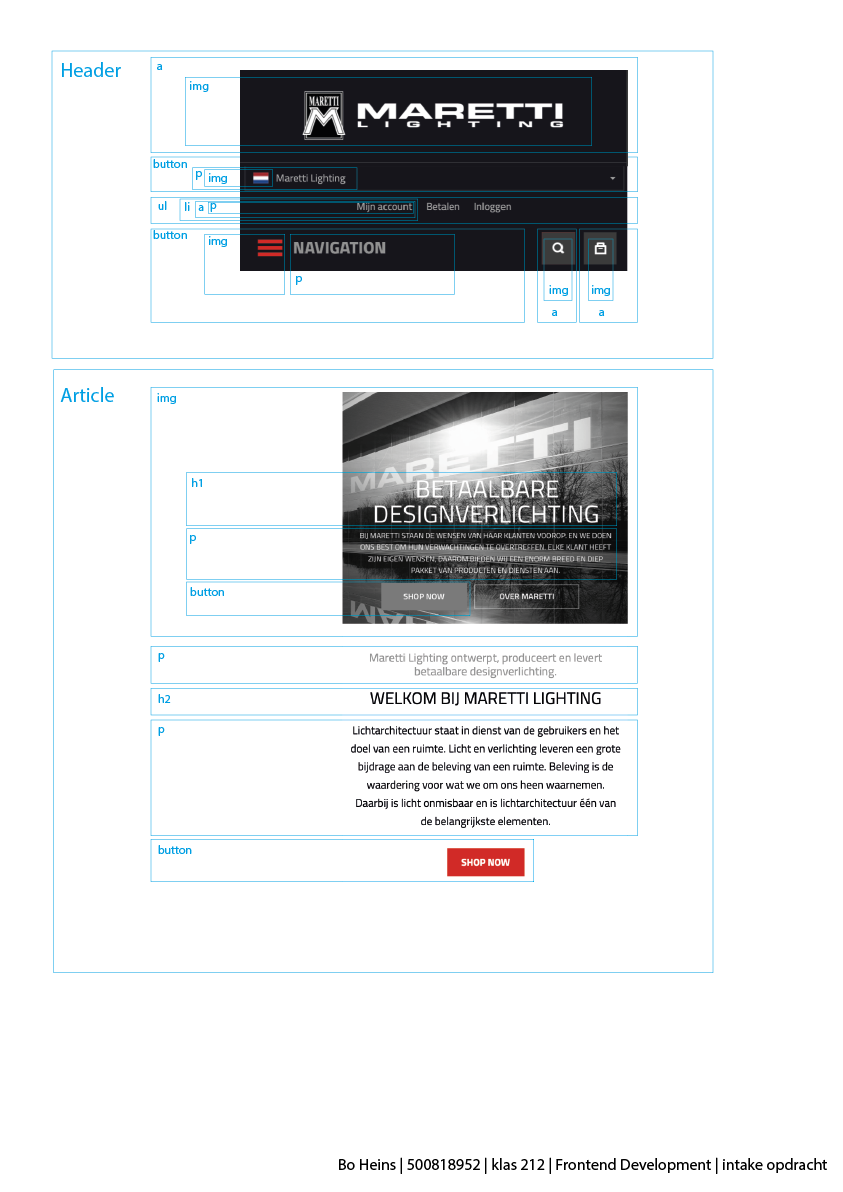 Header
a
img
MARETTI
M
MARETTI
LIGHTING
button
p
img
Maretti Lighting
ul
li
a
p
Mijn account
Betalen
Inloggen
button
img
NAVIGATION
p
img
img
a
a
Article
img
MARETTI
h1
BETAALBARE
DESIGNVERLICHTING
p
BIJ MARETTI STAAN DE WENSEN VAN HAAR KLANTEN VOOROP. EN WE DOEN
ONS BEST OM HUN VERWACHTINGEN TE OVERTREFFEN. ELKE KLANT HEEFT
ZIJN EIGEN WENSEN, DAAROM BIEDEN WIJ EEN ENORM BREED EN DIEP
PAKKET VAN PRODUCTEN EN DIENSTEN AAN.
button
SHOP NOW
OVER MARETTI
p
Maretti Lighting ontwerpt, produceert en levert
betaalbare designverlichting.
h2
WELKOM BIJ MARETTI LIGHTING
p
Lichtarchitectuur staat in dienst van de gebruikers en het
doel van een ruimte. Licht en verlichting leveren een grote
bijdrage aan de beleving van een ruimte. Beleving is de
waardering voor wat we om ons heen waarnemen.
Daarbij is licht onmisbaar en is lichtarchitectuur één van
de belangrijkste elementen.
button
SHOP NOW
Bo Heins | 500818952 | klas 212 | Frontend Development | intake opdracht